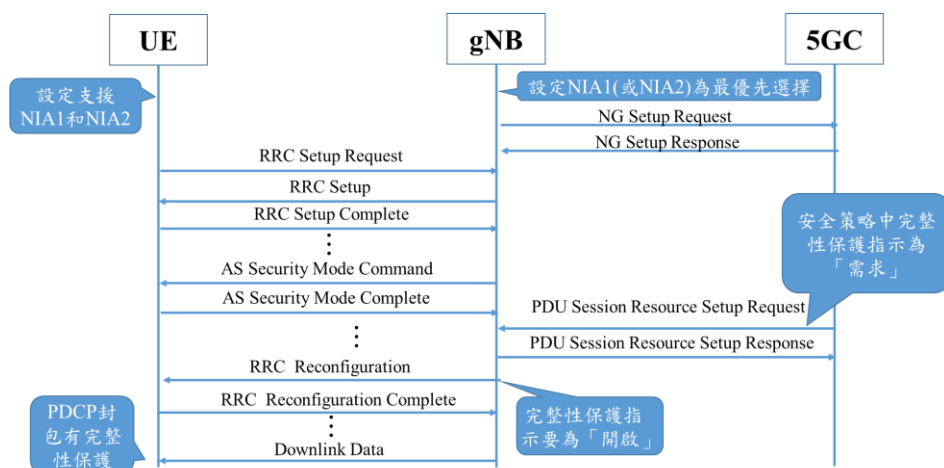 UE
gNB
5GC
設定支援
NIA1和NIA2
設定NIA1(或NIA2)為最優先選擇
NG Setup Request
NG Setup Response
RRC Setup Request
RRC Setup
RRC Setup Complete
安全策略中完整
性保護指示為
「需求」
AS Security Mode Command
AS Security Mode Complete
PDU Session Resource Setup Request
PDU Session Resource Setup Response
RRC Reconfiguration
RRC Reconfiguration Complete
完整性保護指
示要為「開啟」
PDCP封
包有完整
性保護
Downlink Data